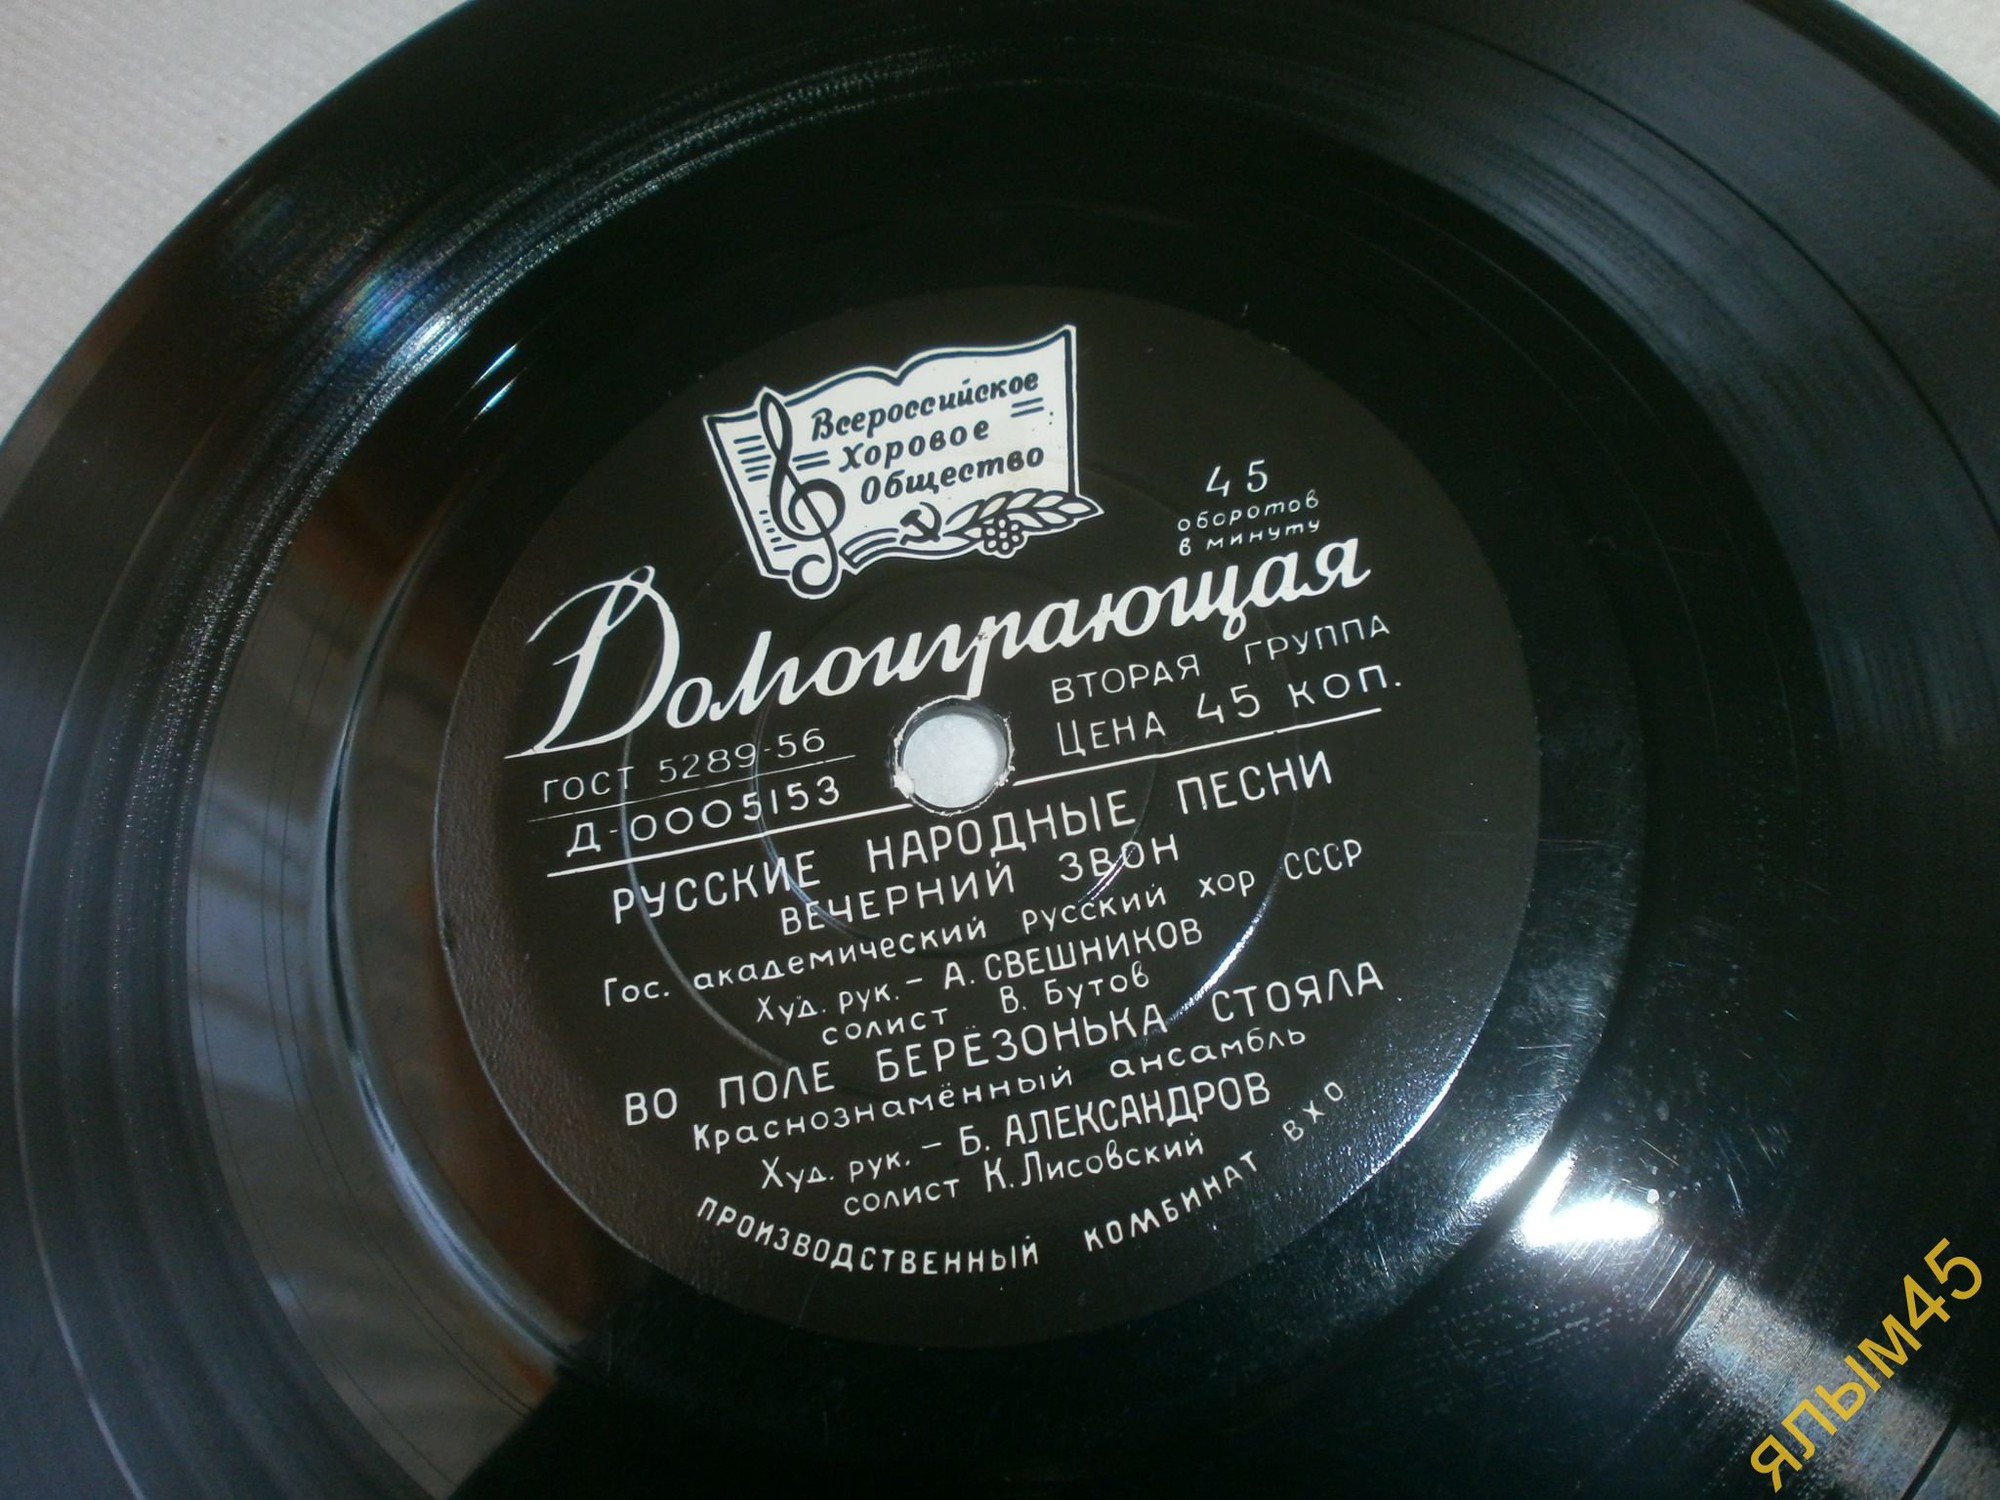 Всероссийское
Хоровое
Общество
45
оборотов
в минуту
Долгоиграющая
ВТОРАЯ ГРУППА
ГОСТ 5289-56
ЦЕНА 45 КОП.
Д-0005153
РУССКИЕ НАРОДНЫЕ ПЕСНИ
ВЕЧЕРНИЙ ЗВОН
Гос. академический русский хор СССР
Худ. рук. - А. СВЕШНИКОВ
солист В. Бутов
ВО ПОЛЕ БЕРЁЗОНЬКА СТОЯЛА
Краснознамённый ансамбль
Худ. рук. - Б. АЛЕКСАНДРОВ
солист К. Лисовский
ПРОИЗВОДСТВЕННЫЙ КОМБИНАТ ВХО
ялым45